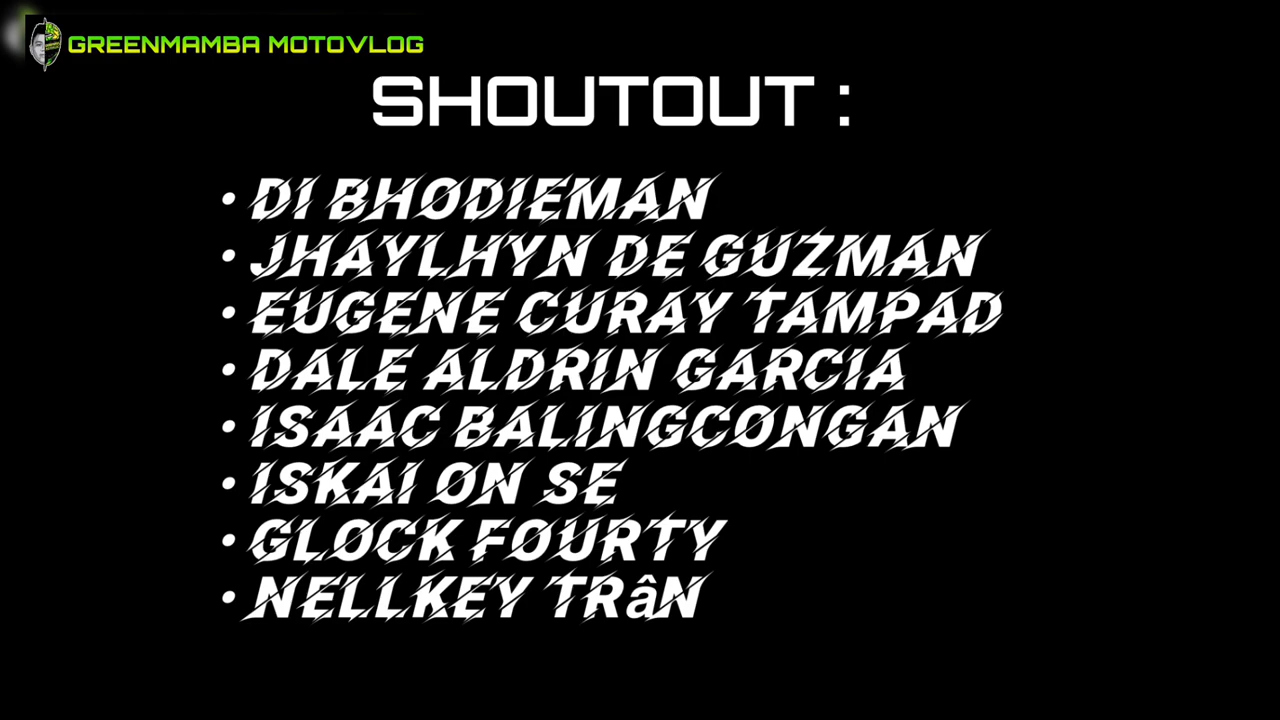 GREENMAMBA MOTOVLOG
SHOUTOUT :
• DI BHODIEMAN
• JHAYLHYN DE GUZMAN
• EUGENE CURAY TAMPAD
• DALE ALDRIN GARCIA
• ISAAC BALINGCONGAN
• ISKAI ON SE
• GLOCK FOURTY
• NELLKEY TRâN